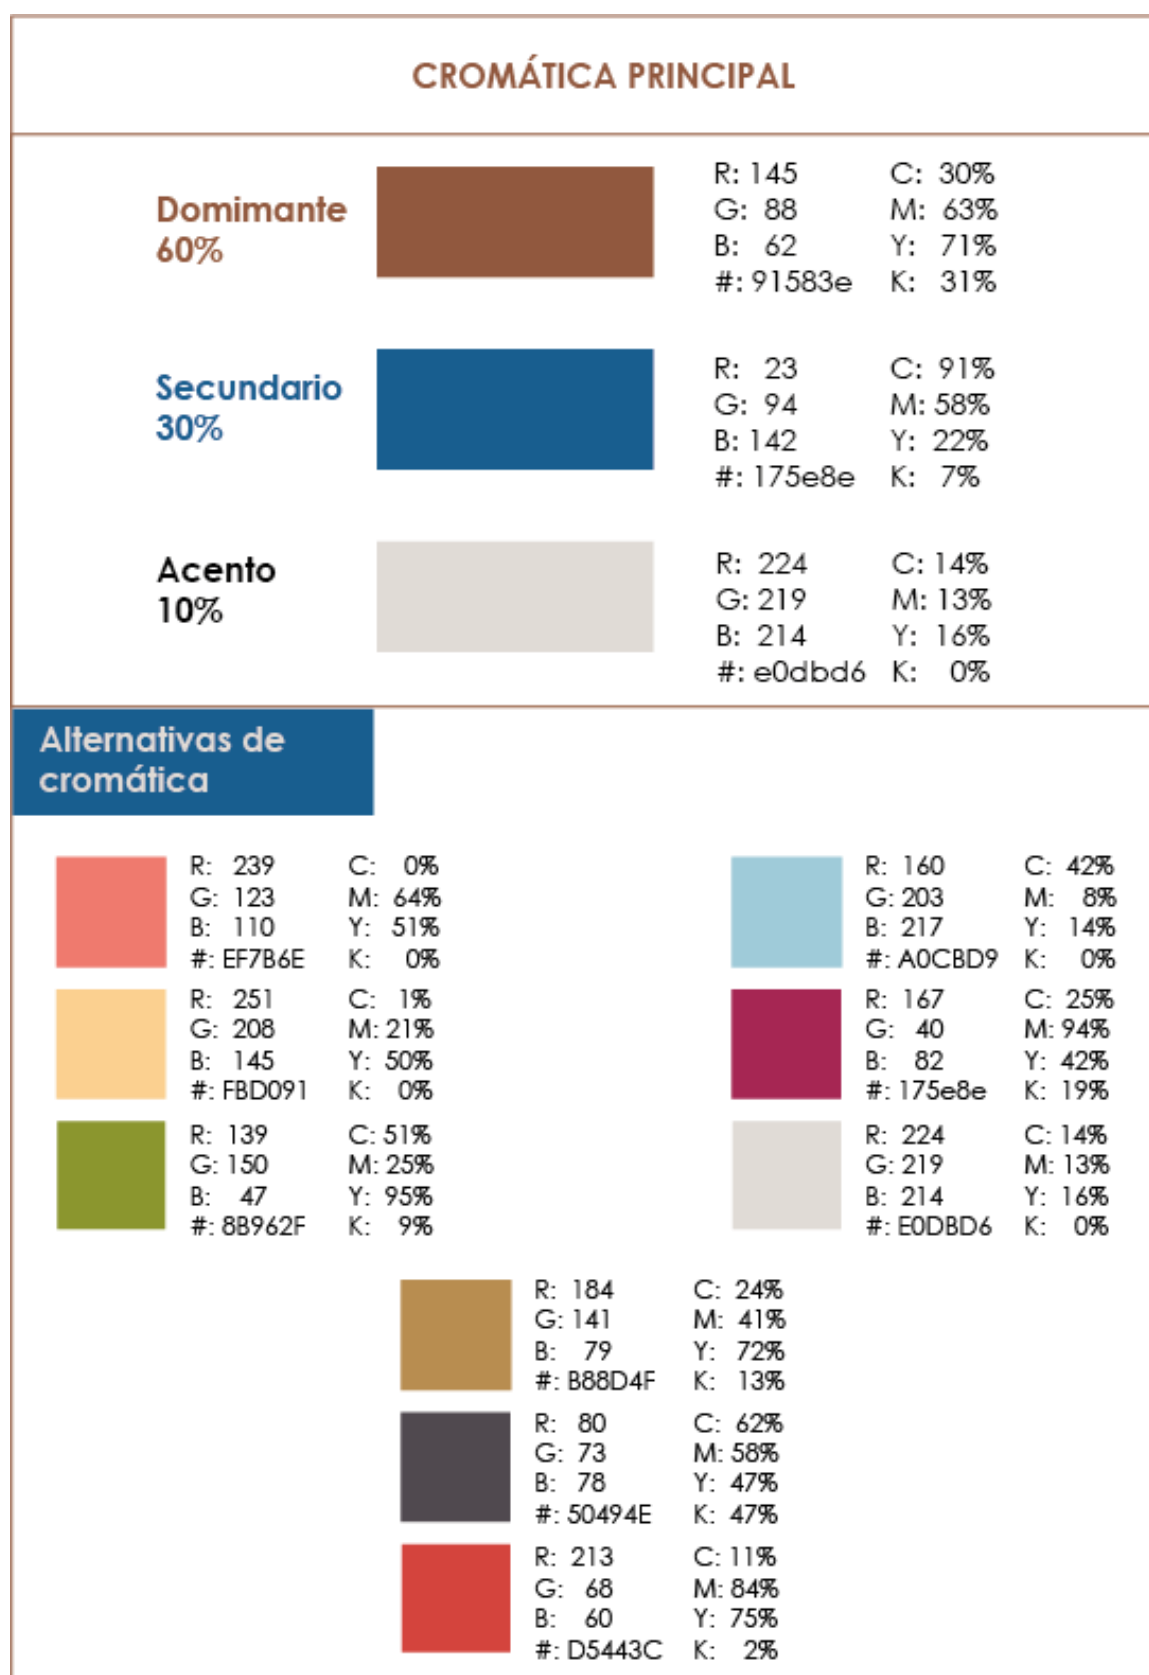 CROMÁTICA PRINCIPAL
Domimante
60%
R: 145 C: 30%
G: 88 M: 63%
B: 62 Y: 71%
#: 91583e K: 31%
Secundario
30%
R: 23 C: 91%
G: 94 M: 58%
B: 142 Y: 22%
#: 175e8e K: 7%
Acento
10%
R: 224 C: 14%
G: 219 M: 13%
B: 214 Y: 16%
#: e0dbd6 K: 0%
Alternativas de
cromática
R: 239 C: 0%
G: 123 M: 64%
B: 110 Y: 51%
#: EF7B6E K: 0%
R: 160 C: 42%
G: 203 M: 8%
B: 217 Y: 14%
#: A0CBD9 K: 0%
R: 251 C: 1%
G: 208 M: 21%
B: 145 Y: 50%
#: FBD091 K: 0%
R: 167 C: 25%
G: 40 M: 94%
B: 82 Y: 42%
#: 175e8e K: 19%
R: 139 C: 51%
G: 150 M: 25%
B: 47 Y: 95%
#: 8B962F K: 9%
R: 224 C: 14%
G: 219 M: 13%
B: 214 Y: 16%
#: E0DBD6 K: 0%
R: 184 C: 24%
G: 141 M: 41%
B: 79 Y: 72%
#: B88D4F K: 13%
R: 80 C: 62%
G: 73 M: 58%
B: 78 Y: 47%
#: 50494E K: 47%
R: 213 C: 11%
G: 68 M: 84%
B: 60 Y: 75%
#: D5443C K: 2%